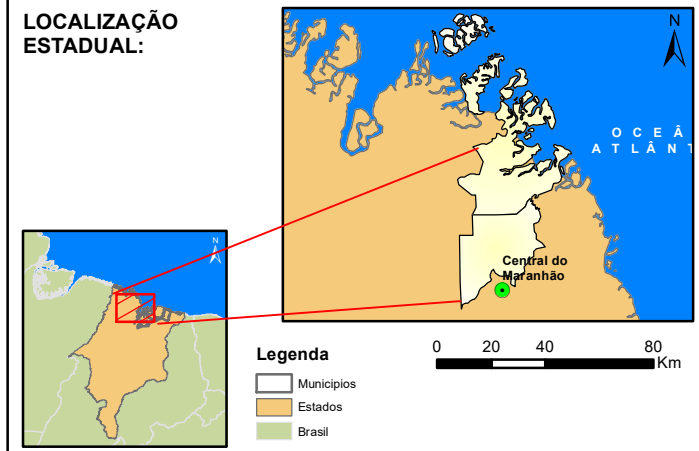 LOCALIZAÇÃO
ESTADUAL:
N
O C E Â
A T L Â N T
Central do
Maranhão
N
Legenda
Municipios
Estados
Brasil
0 20 40 80
Km